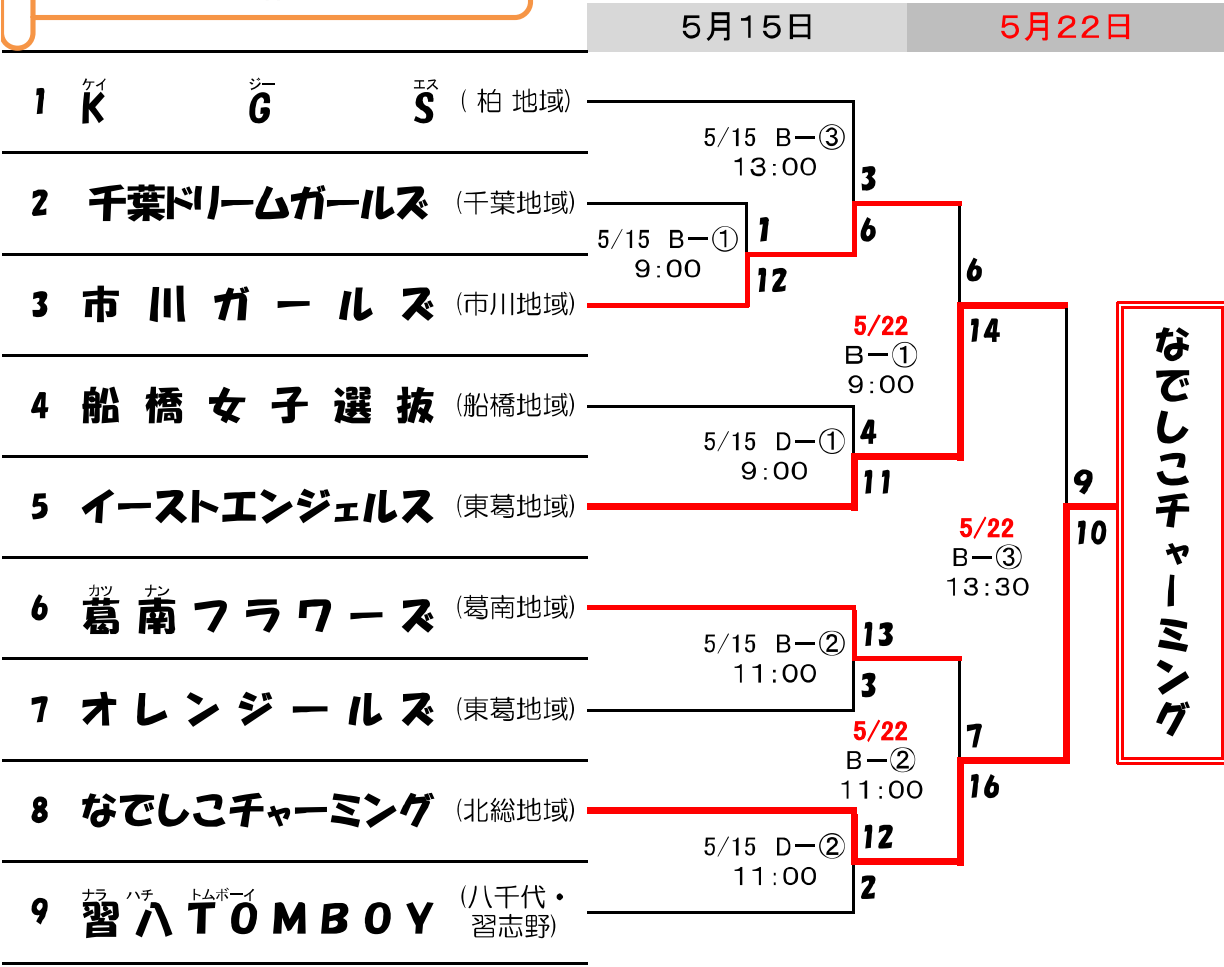 5月15日 5月22日
ケイ ジー エス
1 K G S (柏 地域)
5/15 B-③
13:00
3
2 千葉ドリームガールズ (千葉地域)
5/15 B-①
9:00
1
6
12
6
3 市川ガールズ (市川地域)
5/22
B-①
9:00
14
4 船橋女子選抜 (船橋地域)
5/15 D-①
9:00
4
11
5 イーストエンジェルス (東葛地域)
9
10
5/22
B-③
13:30
なでしこチャーミング
カツ ナン
6 葛南フラワーズ (葛南地域)
5/15 B-②
11:00
13
3
7 オレンジールズ (東葛地域)
5/22
B-②
11:00
7
16
8 なでしこチャーミング (北総地域)
5/15 D-②
11:00
12
2
ナラ ハチ トムボーイ
9 習八TOMBOY (八千代・
習志野)